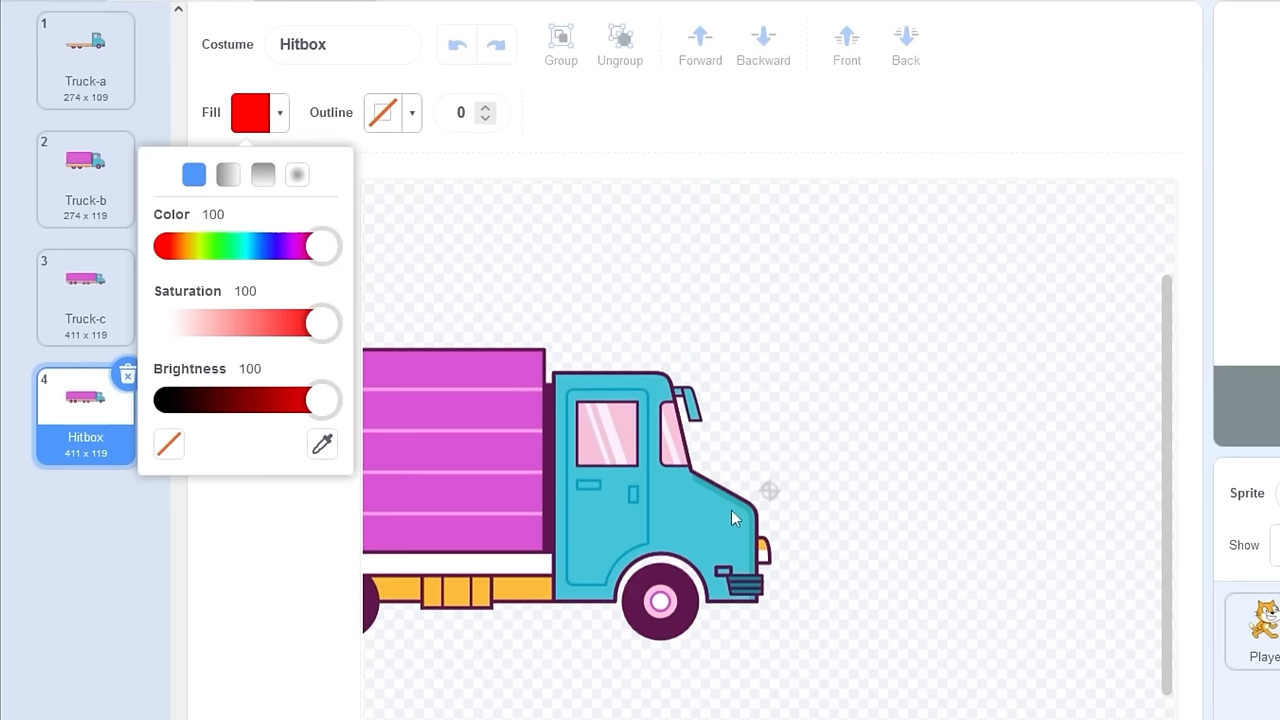 1
Truck-a
274 x 109
2
Truck-b
274 x 119
3
Truck-c
411 x 119
4
Hitbox
411 x 119
Costume Hitbox
Group Ungroup Forward Backward Front Back
Fill Outline 0
Color 100
Saturation 100
Brightness 100
Sprite
Show
Playe